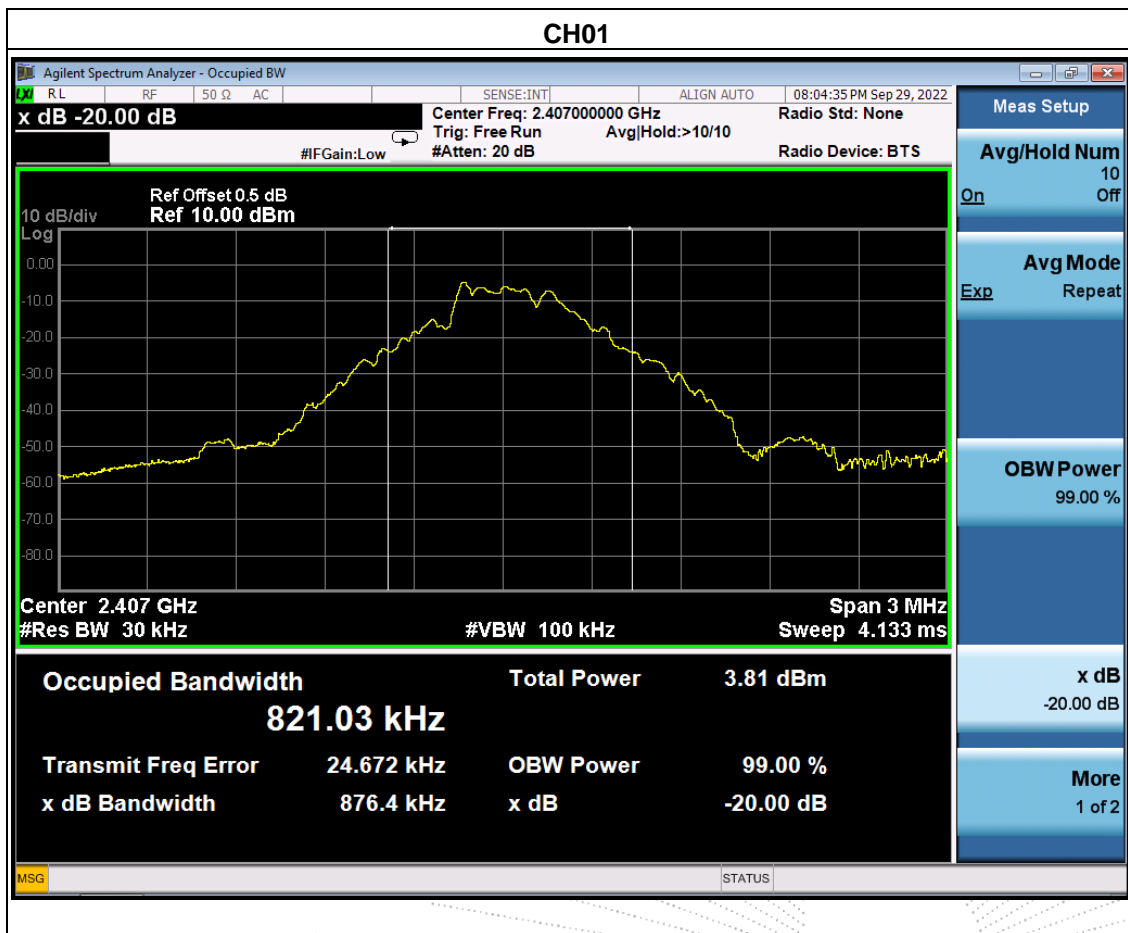 CH01
Agilent Spectrum Analyzer - Occupied BW
LXI RL RF 50 Ω AC SENSE:INT ALIGN AUTO 08:04:35 PM Sep 29, 2022
x dB -20.00 dB
Center Freq: 2.407000000 GHz Radio Std: None
Trig: Free Run Avg|Hold:>10/10
#IFGain:Low #Atten: 20 dB Radio Device: BTS
Ref Offset 0.5 dB
10 dB/div Ref 10.00 dBm
Log
0.00
-10.0
-20.0
-30.0
-40.0
-50.0
-60.0
-70.0
-80.0
Center 2.407 GHz Span 3 MHz
#Res BW 30 kHz #VBW 100 kHz Sweep 4.133 ms
Occupied Bandwidth Total Power 3.81 dBm
821.03 kHz
Transmit Freq Error 24.672 kHz OBW Power 99.00 %
x dB Bandwidth 876.4 kHz x dB -20.00 dB
Meas Setup
Avg/Hold Num
10
On Off
Avg Mode
Exp Repeat
OBW Power
99.00 %
x dB
-20.00 dB
More
1 of 2
MSG STATUS